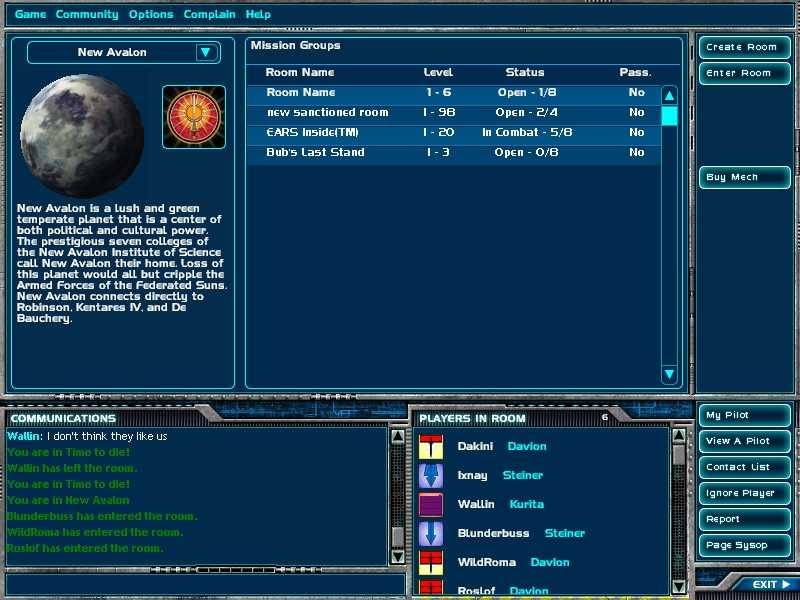 Game Community Options Complain Help
New Avalon
New Avalon is a lush and green
temperate planet that is a center of
both political and cultural power.
The prestigious seven colleges of
the New Avalon Institute of Science
call New Avalon their home. Loss of
this planet would all but cripple the
Armed Forces of the Federated Suns.
New Avalon connects directly to
Robinson, Kentares IV, and De
Bauchery.
Mission Groups
Room Name Level Status Pass.
Room Name 1 - 6 Open - 1/8 No
new sanctioned room 1 - 98 Open - 2/4 No
EARS Inside(TM) 1 - 20 In Combat - 5/8 No
Bub's Last Stand 1 - 3 Open - 0/8 No
Create Room
Enter Room
Buy Mech
COMMUNICATIONS
Wallin: I don't think they like us
You are in Time to die!
Wallin has left the room.
You are in Time to die!
You are in New Avalon
Blunderbuss has entered the room.
WildRoma has entered the room.
Roslof has entered the room.
PLAYERS IN ROOM 6
Dakini Davion
Ixnay Steiner
Wallin Kurita
Blunderbuss Steiner
WildRoma Davion
Roslof Davion
My Pilot
View A Pilot
Contact List
Ignore Player
Report
Page Sysop
EXIT